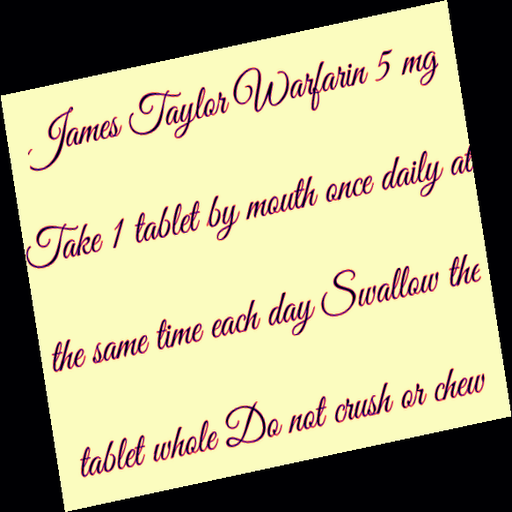 James Taylor Warfarin 5 mg
Take 1 tablet by mouth once daily at
the same time each day Swallow the
tablet whole Do not crush or chew